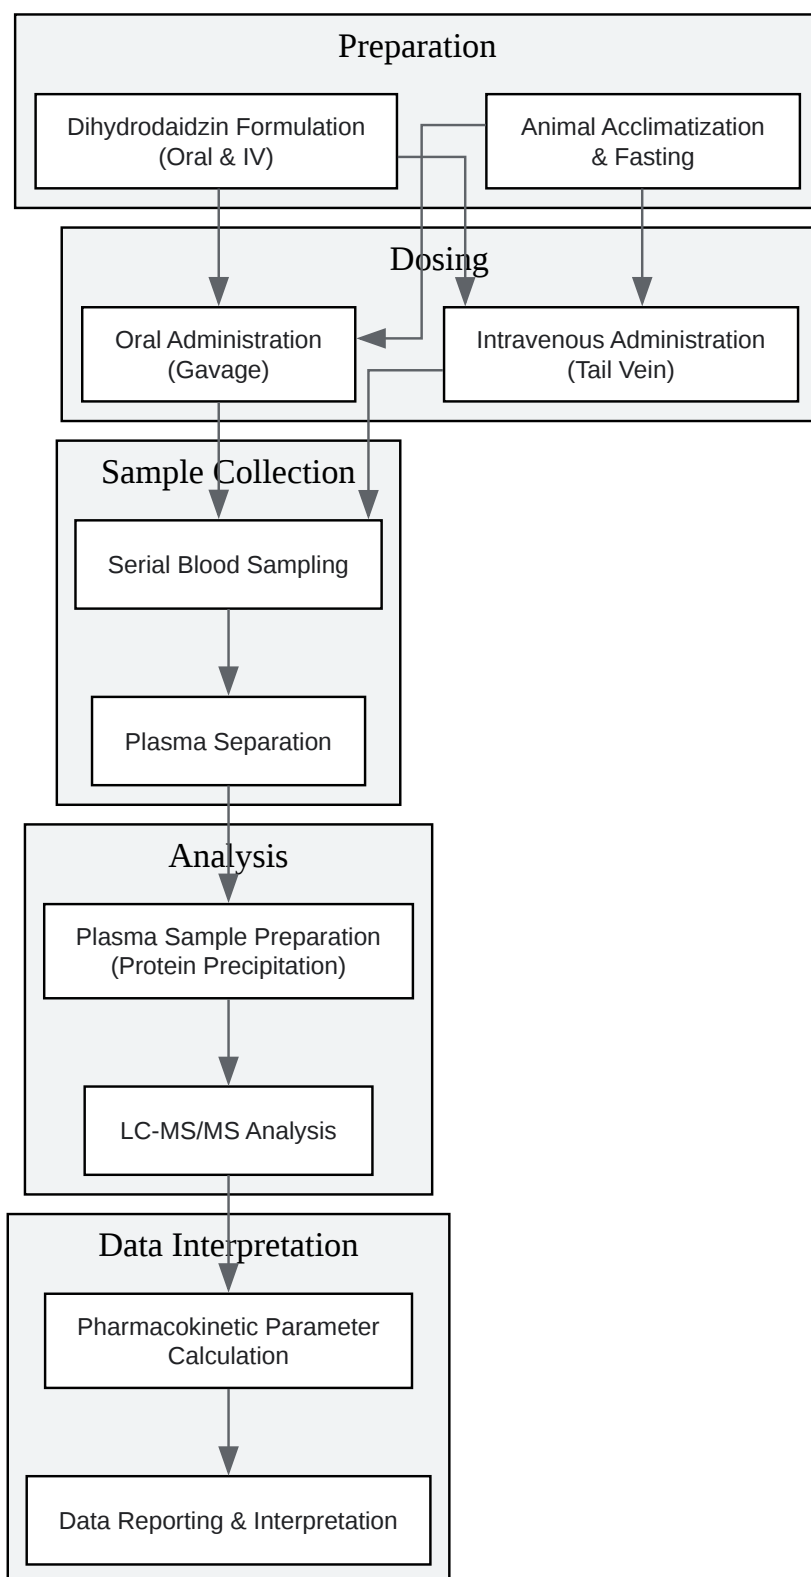 Preparation
Dihydrodaidzin Formulation
(Oral & IV)
Animal Acclimatization
& Fasting
Dosing
Oral Administration
(Gavage)
Intravenous Administration
(Tail Vein)
Sample Collection
Serial Blood Sampling
Plasma Separation
Analysis
Plasma Sample Preparation
(Protein Precipitation)
LC-MS/MS Analysis
Data Interpretation
Pharmacokinetic Parameter
Calculation
Data Reporting & Interpretation